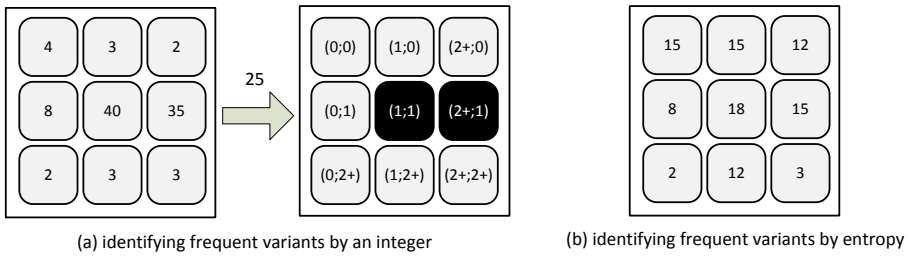 4 3 2
8 40 35
2 3 3
25
(0;0) (1;0) (2+;0)
(0;1) (1;1) (2+;1)
(0;2+) (1;2+) (2+;2+)
(a) identifying frequent variants by an integer
15 15 12
8 18 15
2 12 3
(b) identifying frequent variants by entropy